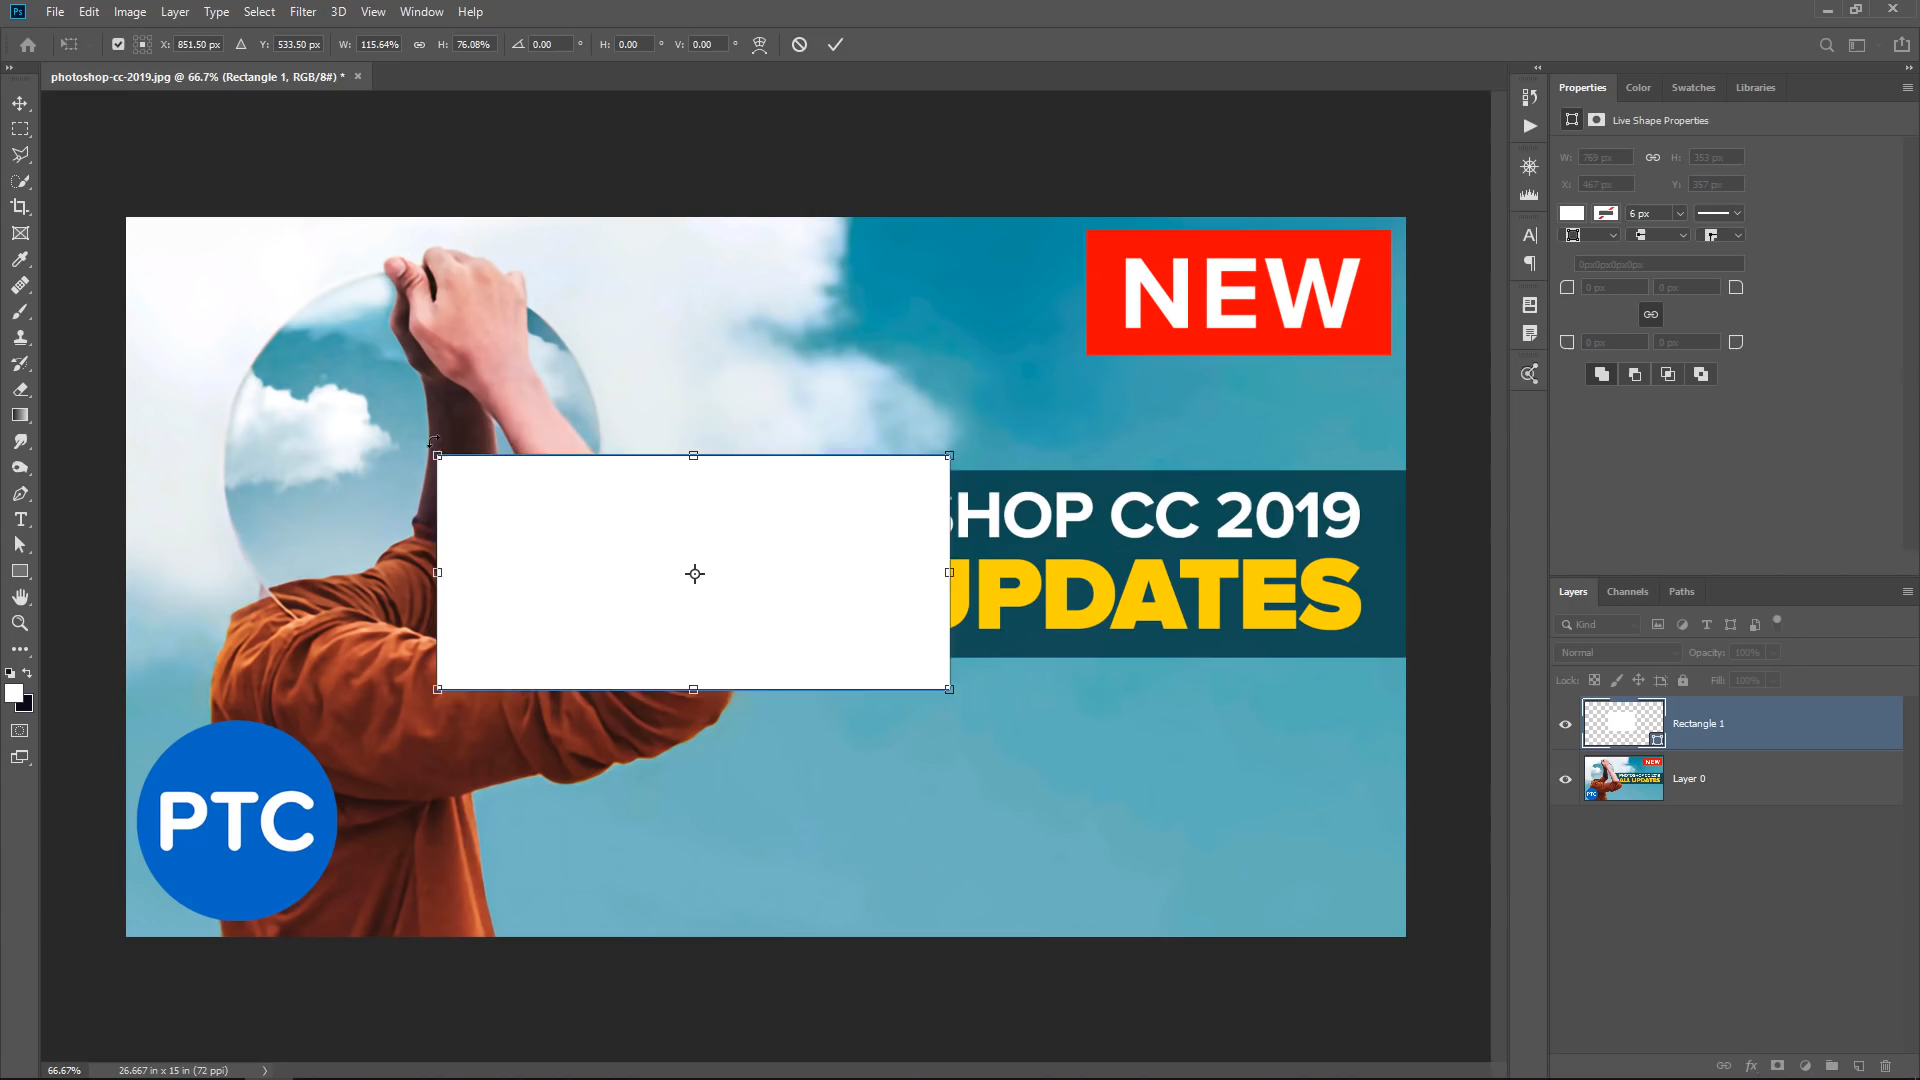 Ps File Edit Image Layer Type Select Filter 3D View Window Help
X: 851.50 px Y: 533.50 px W: 115.64% H: 76.08% 0.00 ° H: 0.00 ° V: 0.00 °
photoshop-cc-2019.jpg @ 66.7% (Rectangle 1, RGB/8#) * ×
Properties Color Swatches Libraries
Live Shape Properties
W: 769 px H: 353 px
X: 467 px Y: 357 px
6 px
0px0px0px0px
0 px 0 px
0 px 0 px
NEW
SHOP CC 2019
UPDATES
PTC
Layers Channels Paths
Kind
Normal Opacity: 100%
Lock: Fill: 100%
Rectangle 1
Layer 0
66.67% 26.667 in x 15 in (72 ppi)